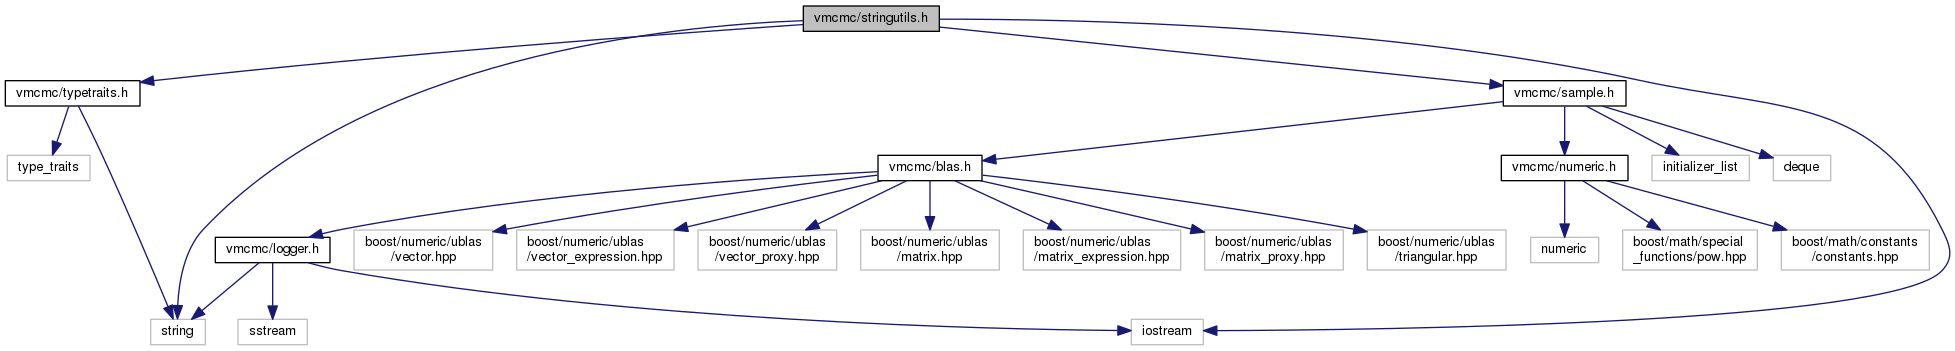 vmcmc/stringutils.h
vmcmc/typetraits.h
vmcmc/sample.h
type_traits
vmcmc/blas.h
vmcmc/numeric.h
initializer_list
deque
vmcmc/logger.h
boost/numeric/ublas
/vector.hpp
boost/numeric/ublas
/vector_expression.hpp
boost/numeric/ublas
/vector_proxy.hpp
boost/numeric/ublas
/matrix.hpp
boost/numeric/ublas
/matrix_expression.hpp
boost/numeric/ublas
/matrix_proxy.hpp
boost/numeric/ublas
/triangular.hpp
numeric
boost/math/special
_functions/pow.hpp
boost/math/constants
/constants.hpp
string
sstream
iostream